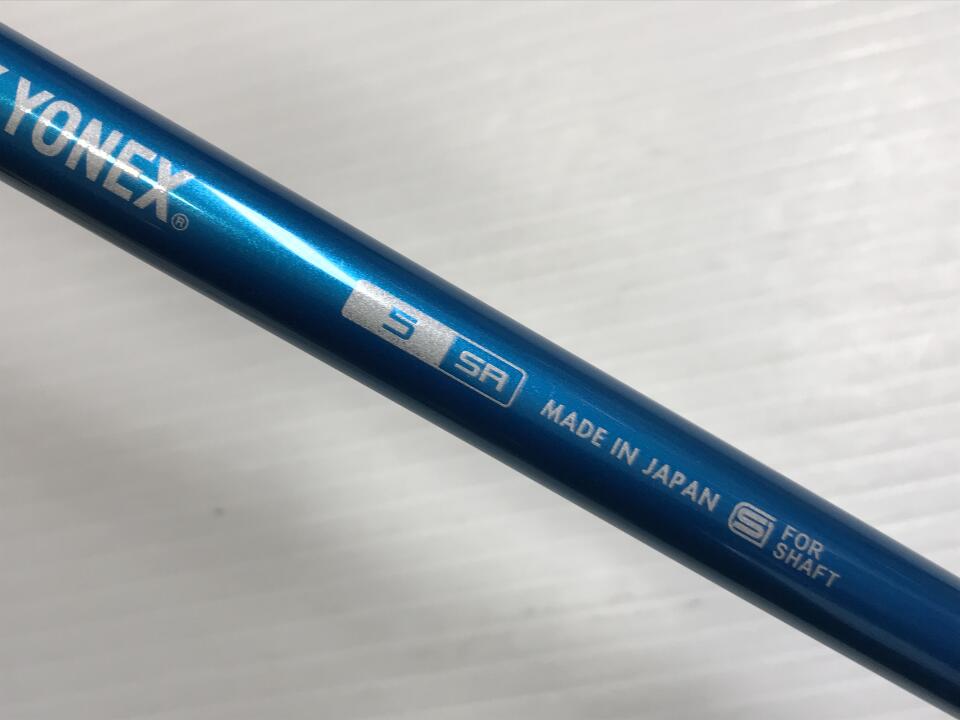 YONEX®
5 SR
MADE IN JAPAN
S FOR
SHAFT